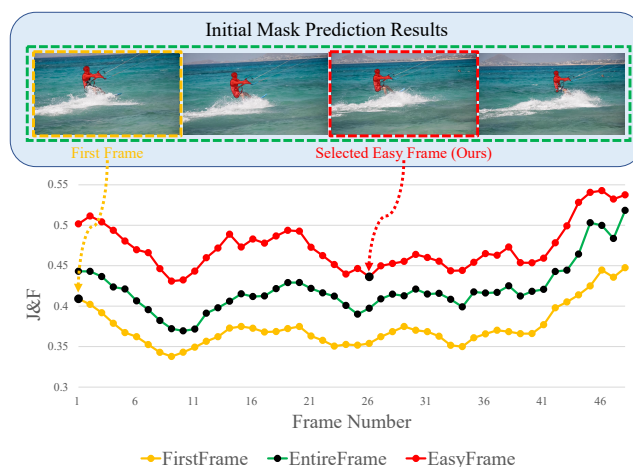 Initial Mask Prediction Results
First Frame
Selected Easy Frame (Ours)
0.55
0.5
0.45
0.4
0.35
0.3
J&F
1
6
11
16
21
26
31
36
41
46
Frame Number
FirstFrame
EntireFrame
EasyFrame